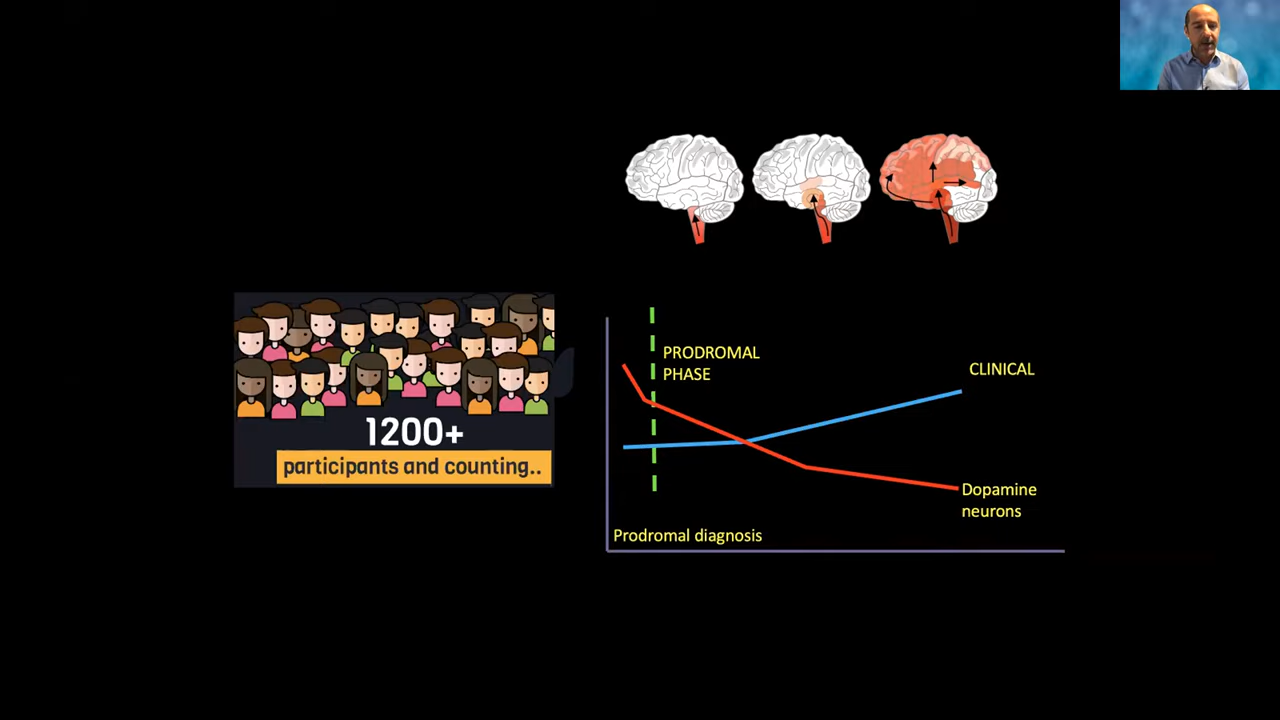 PRODROMAL
PHASE
CLINICAL
1200+
participants and counting..
Dopamine
neurons
Prodromal diagnosis